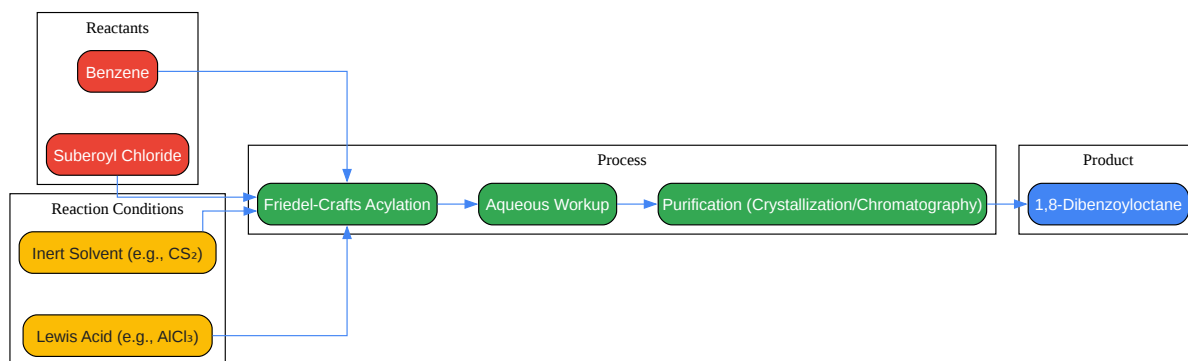 Reactants
Benzene
Suberoyl Chloride
Reaction Conditions
Inert Solvent (e.g., CS₂)
Lewis Acid (e.g., AlCl₃)
Process
Friedel-Crafts Acylation
Aqueous Workup
Purification (Crystallization/Chromatography)
Product
1,8-Dibenzoyloctane